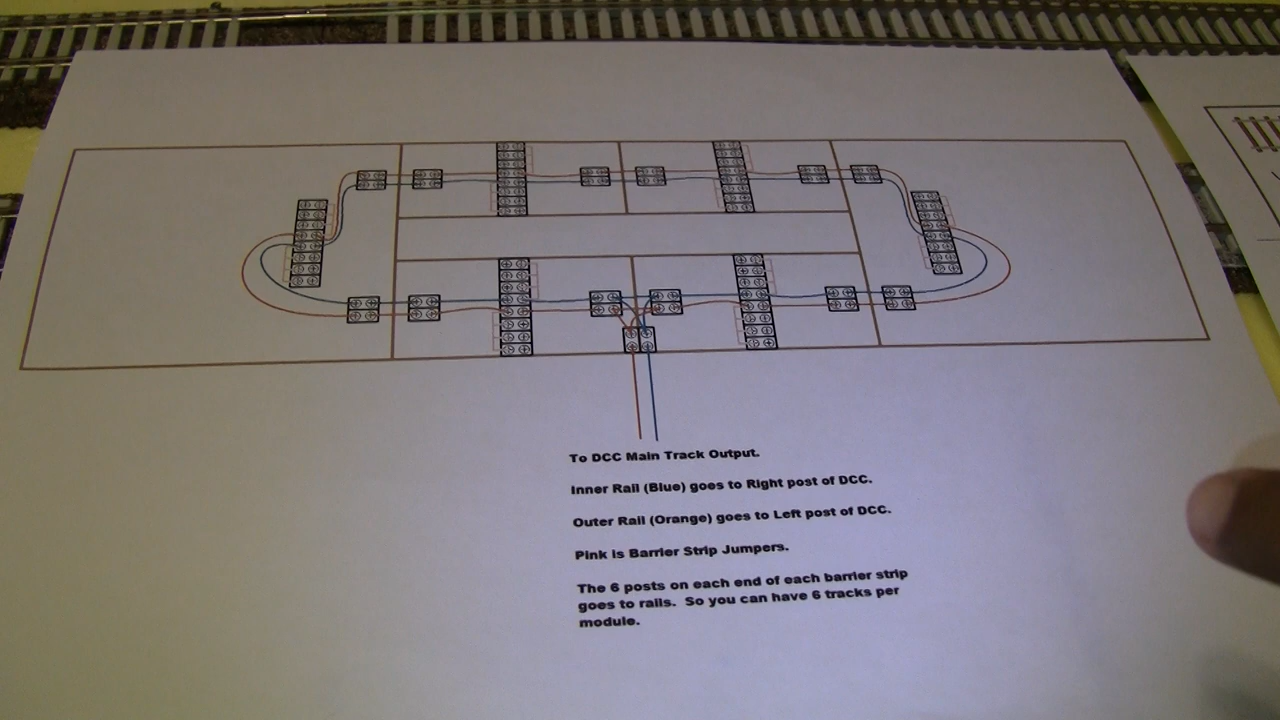 To DCC Main Track Output.
Inner Rail (Blue) goes to Right post of DCC.
Outer Rail (Orange) goes to Left post of DCC.
Pink is Barrier Strip Jumpers.
The 6 posts on each end of each barrier strip
goes to rails.  So you can have 6 tracks per
module.